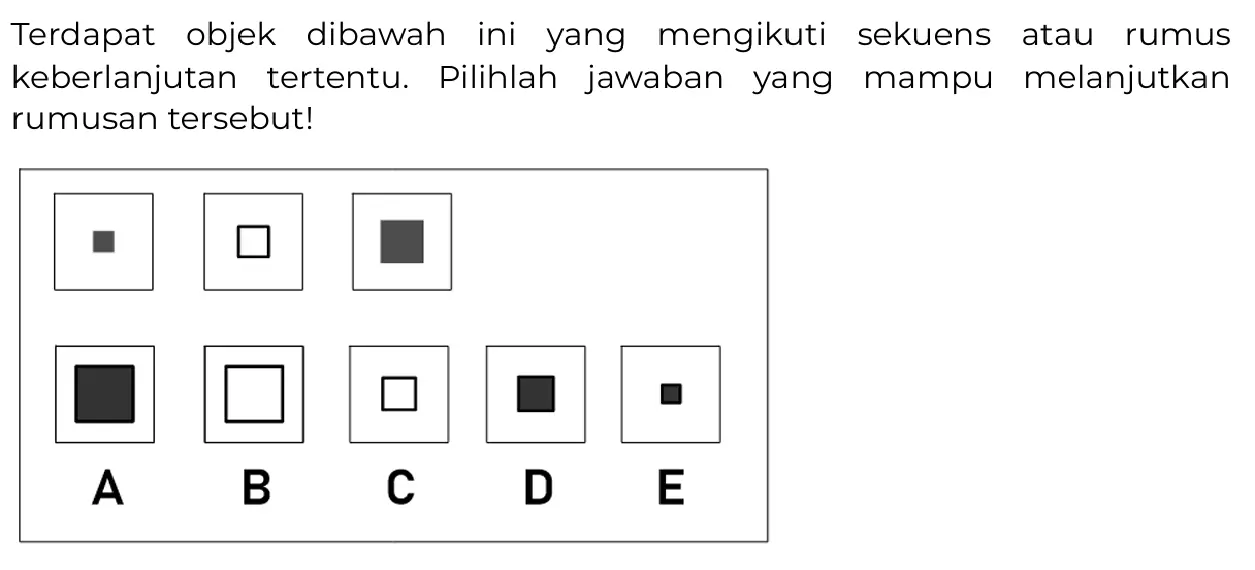 Terdapat objek dibawah ini yang mengikuti sekuens atau rumus
keberlanjutan tertentu. Pilihlah jawaban yang mampu melanjutkan
rumusan tersebut!
A B C D E